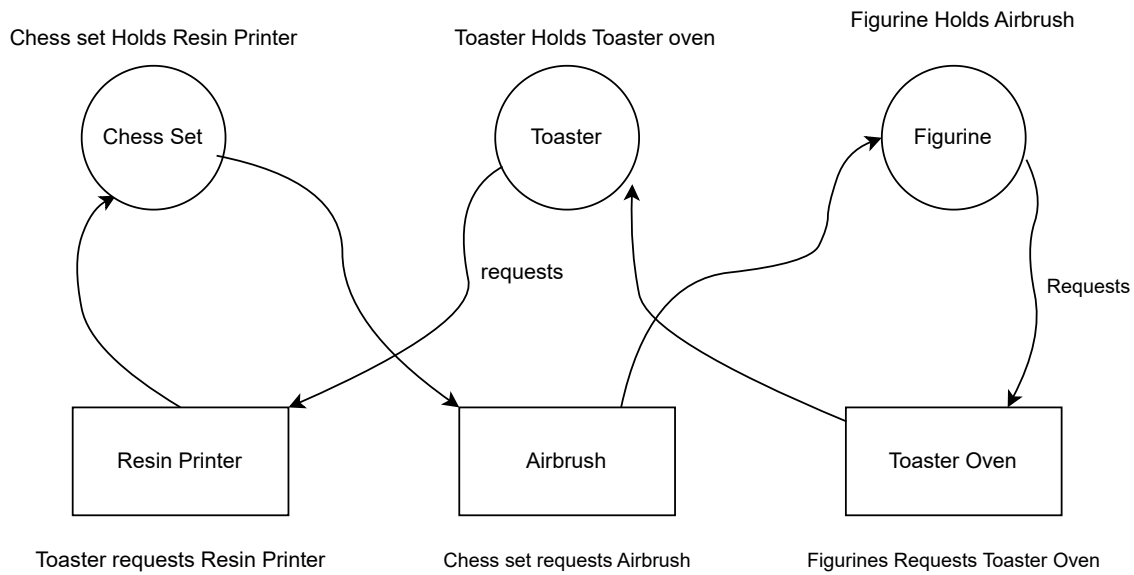 Chess set Holds Resin Printer
Toaster Holds Toaster oven
Figurine Holds Airbrush
Chess Set
Toaster
Figurine
requests
Requests
Resin Printer
Airbrush
Toaster Oven
Toaster requests Resin Printer
Chess set requests Airbrush
Figurines Requests Toaster Oven